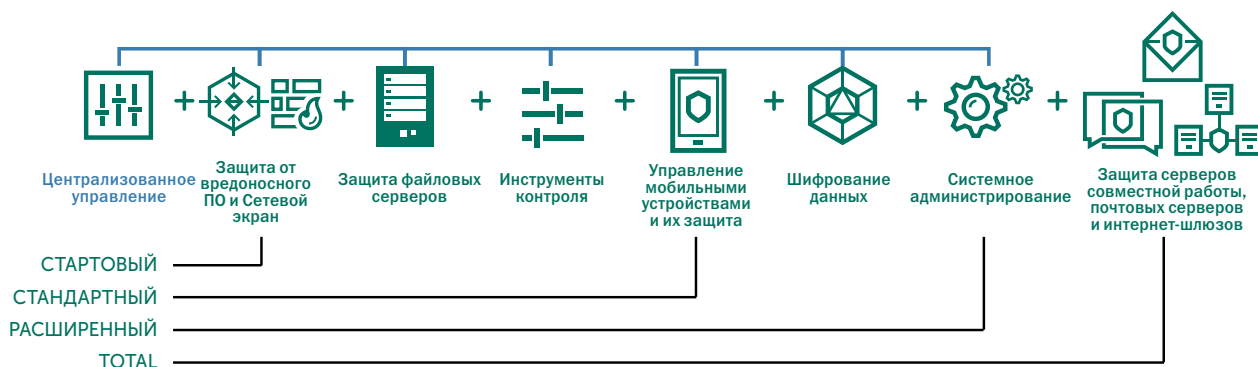 Централизованное
управление
Защита от
вредоносного
ПО и Сетевой
экран
Защита файловых
серверов
Инструменты
контроля
Управление
мобильными
устройствами
и их защита
Шифрование
данных
Системное
администрирование
Защита серверов
совместной работы,
почтовых серверов
и интернет-шлюзов
СТАРТОВЫЙ
СТАНДАРТНЫЙ
РАСШИРЕННЫЙ
TOTAL